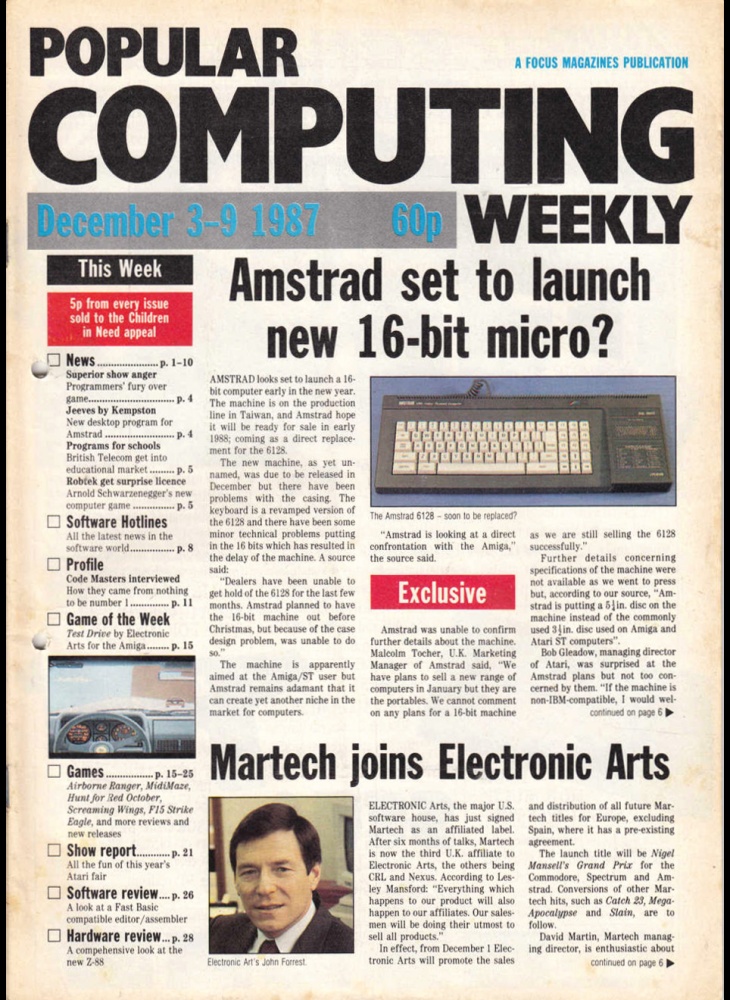 POPULAR
A FOCUS MAGAZINES PUBLICATION
COMPUTING
December 3-9 1987 60p WEEKLY
This Week
5p from every issue
sold to the Children
in Need appeal
News .................... p. 1-10
Superior show anger
Programmers' fury over
game............................ p. 4
Jeeves by Kempston
New desktop program for
Amstrad ...................... p. 4
Programs for schools
British Telecom get into
educational market ......... p. 5
Robtek get surprise licence
Arnold Schwarzenegger's new
computer game ............. p. 5
Software Hotlines
All the latest news in the
software world............... p. 8
Profile
Code Masters interviewed
How they came from nothing
to be number 1 ............. p. 11
Game of the Week
Test Drive by Electronic
Arts for the Amiga....... p. 15
Games ................ p. 15-25
Airborne Ranger, MidiMaze,
Hunt for Red October,
Screaming Wings, F15 Strike
Eagle, and more reviews and
new releases
Show report........... p. 21
All the fun of this year's
Atari fair
Software review.... p. 26
A look at a Fast Basic
compatible editor/assembler
Hardware review... p. 28
A compehensive look at the
new Z-88
Amstrad set to launch
new 16-bit micro?
AMSTRAD looks set to launch a 16-
bit computer early in the new year.
The machine is on the production
line in Taiwan, and Amstrad hope
it will be ready for sale in early
1988; coming as a direct replace-
ment for the 6128.
The new machine, as yet un-
named, was due to be released in
December but there have been
problems with the casing. The
keyboard is a revamped version of
the 6128 and there have been some
minor technical problems putting
in the 16 bits which has resulted in
the delay of the machine. A source
said:
"Dealers have been unable to
get hold of the 6128 for the last few
months. Amstrad planned to have
the 16-bit machine out before
Christmas, but because of the case
design problem, was unable to do
so."
The machine is apparently
aimed at the Amiga/ST user but
Amstrad remains adamant that it
can create yet another niche in the
market for computers.
The Amstrad 6128 – soon to be replaced?
"Amstrad is looking at a direct
confrontation with the Amiga,"
the source said.
Exclusive
Amstrad was unable to confirm
further details about the machine.
Malcolm Tocher, U.K. Marketing
Manager of Amstrad said, "We
have plans to sell a new range of
computers in January but they are
the portables. We cannot comment
on any plans for a 16-bit machine
as we are still selling the 6128
successfully."
Further details concerning
specifications of the machine were
not available as we went to press
but, according to our source, "Am-
strad is putting a 5¼in. disc on the
machine instead of the commonly
used 3½in. disc used on Amiga and
Atari ST computers".
Bob Gleadow, managing director
of Atari, was surprised at the
Amstrad plans but not too con-
cerned by them. "If the machine is
non-IBM-compatible, I would wel-
continued on page 6 ▶
Martech joins Electronic Arts
Electronic Art's John Forrest.
ELECTRONIC Arts, the major U.S.
software house, has just signed
Martech as an affiliated label.
After six months of talks, Martech
is now the third U.K. affiliate to
Electronic Arts, the others being
CRL and Nexus. According to Les-
ley Mansford: "Everything which
happens to our product will also
happen to our affiliates. Our sales-
men will be doing their utmost to
sell all products."
In effect, from December 1 Elec-
tronic Arts will promote the sales
and distribution of all future Mar-
tech titles for Europe, excluding
Spain, where it has a pre-existing
agreement.
The launch title will be Nigel
Mansell's Grand Prix for the
Commodore, Spectrum and Am-
strad. Conversions of other Mar-
tech hits, such as Catch 23, Mega-
Apocalypse and Slain, are to
follow.
David Martin, Martech manag-
ing director, is enthusiastic about
continued on page 6 ▶